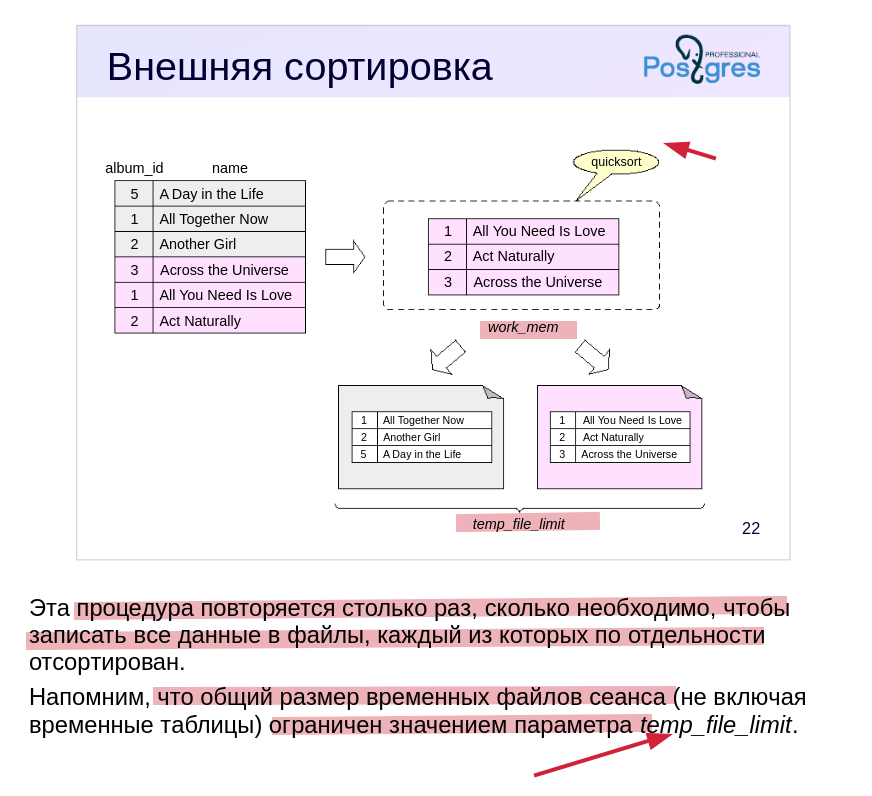 Внешняя сортировка
PROFESSIONAL
Postgres
album_id name
5 A Day in the Life
1 All Together Now
2 Another Girl
3 Across the Universe
1 All You Need Is Love
2 Act Naturally
quicksort
1 All You Need Is Love
2 Act Naturally
3 Across the Universe
work_mem
1 All Together Now
2 Another Girl
5 A Day in the Life
1 All You Need Is Love
2 Act Naturally
3 Across the Universe
temp_file_limit
22
Эта процедура повторяется столько раз, сколько необходимо, чтобы
записать все данные в файлы, каждый из которых по отдельности
отсортирован.
Напомним, что общий размер временных файлов сеанса (не включая
временные таблицы) ограничен значением параметра temp_file_limit.